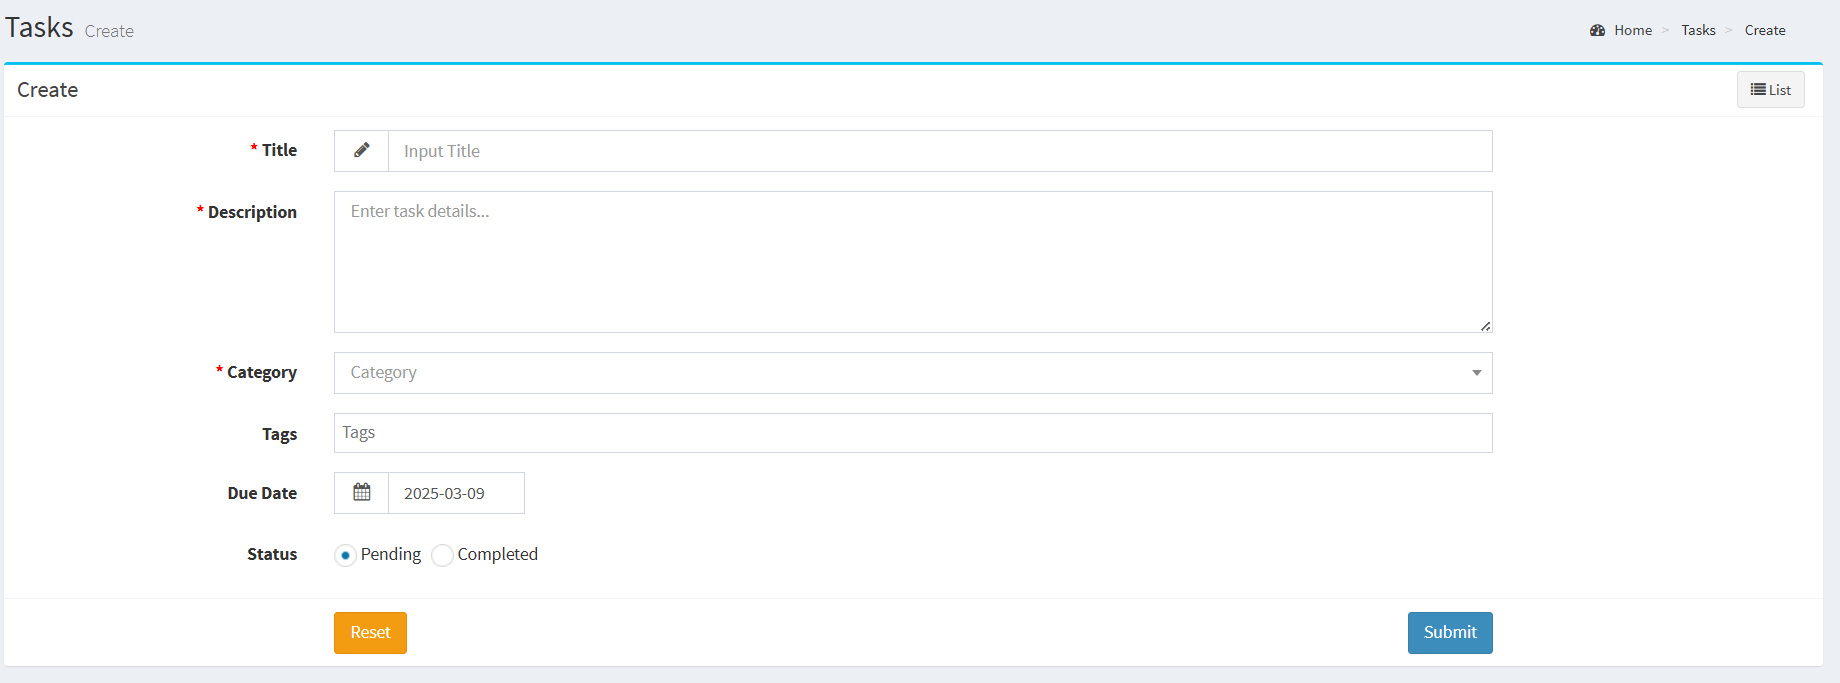 Tasks Create
Home > Tasks > Create
Create
List
* Title
Input Title
* Description
Enter task details...
* Category
Category
Tags
Tags
Due Date
2025-03-09
Status
Pending Completed
Reset
Submit